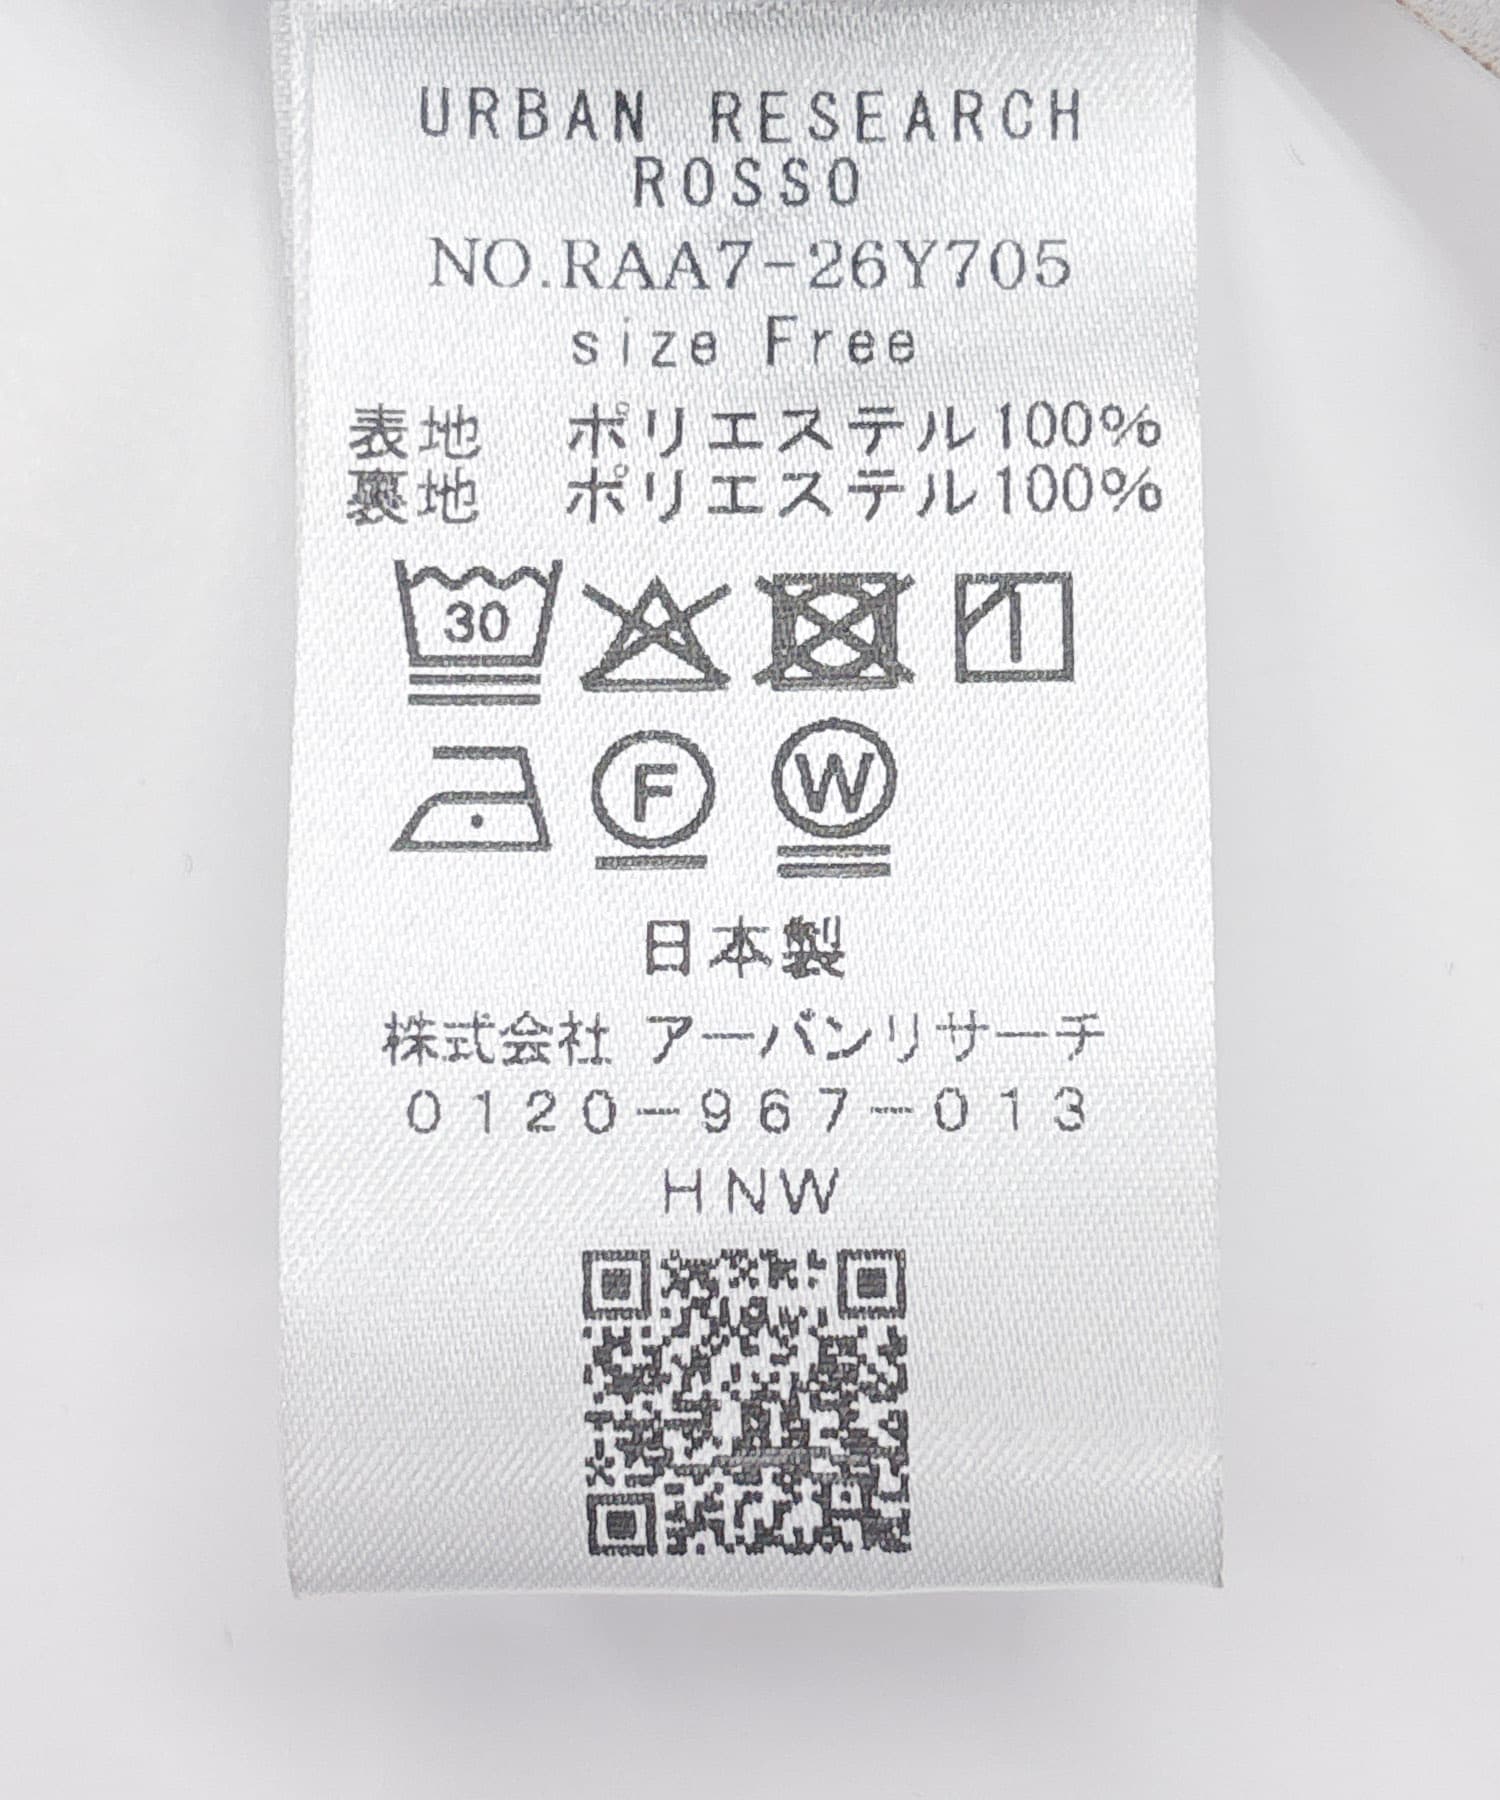 URBAN RESEARCH
ROSSO
NO.RAA7-26Y705
size Free
表地 ポリエステル100%
裏地 ポリエステル100%
30
F W
日本製
株式会社 アーバンリサーチ
0120-967-013
HNW